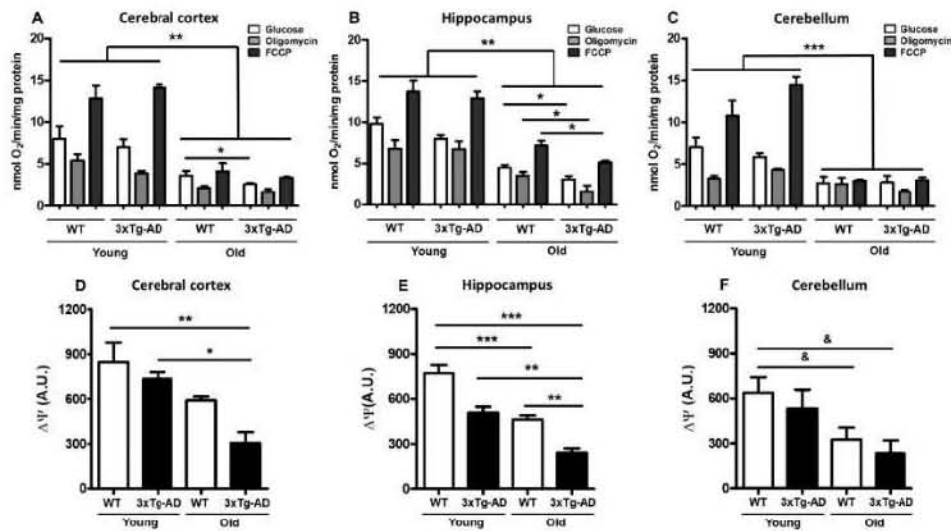 A Cerebral cortex
Glucose
Oligomycin
FCCP
**
*
nmol O₂/min/mg protein
20
15
10
5
0
WT 3xTg-AD WT 3xTg-AD
Young Old
B Hippocampus
Glucose
Oligomycin
FCCP
**
*
*
*
nmol O₂/min/mg protein
20
15
10
5
0
WT 3xTg-AD WT 3xTg-AD
Young Old
C Cerebellum
Glucose
Oligomycin
FCCP
***
nmol O₂/min/mg protein
20
15
10
5
0
WT 3xTg-AD WT 3xTg-AD
Young Old
D Cerebral cortex
**
*
ΔΨ (A.U.)
1200
900
600
300
0
WT 3xTg-AD WT 3xTg-AD
Young Old
E Hippocampus
***
***
**
**
ΔΨ(A.U.)
1200
900
600
300
0
WT 3xTg-AD WT 3xTg-AD
Young Old
F Cerebellum
&
&
ΔΨ (A.U.)
1200
900
600
300
0
WT 3xTg-AD WT 3xTg-AD
Young Old